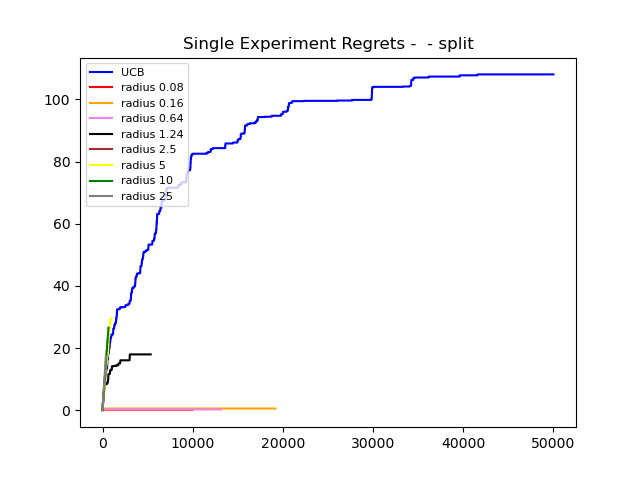 Single Experiment Regrets -  - split
UCB
radius 0.08
radius 0.16
radius 0.64
radius 1.24
radius 2.5
radius 5
radius 10
radius 25
100
80
60
40
20
0
0 10000 20000 30000 40000 50000